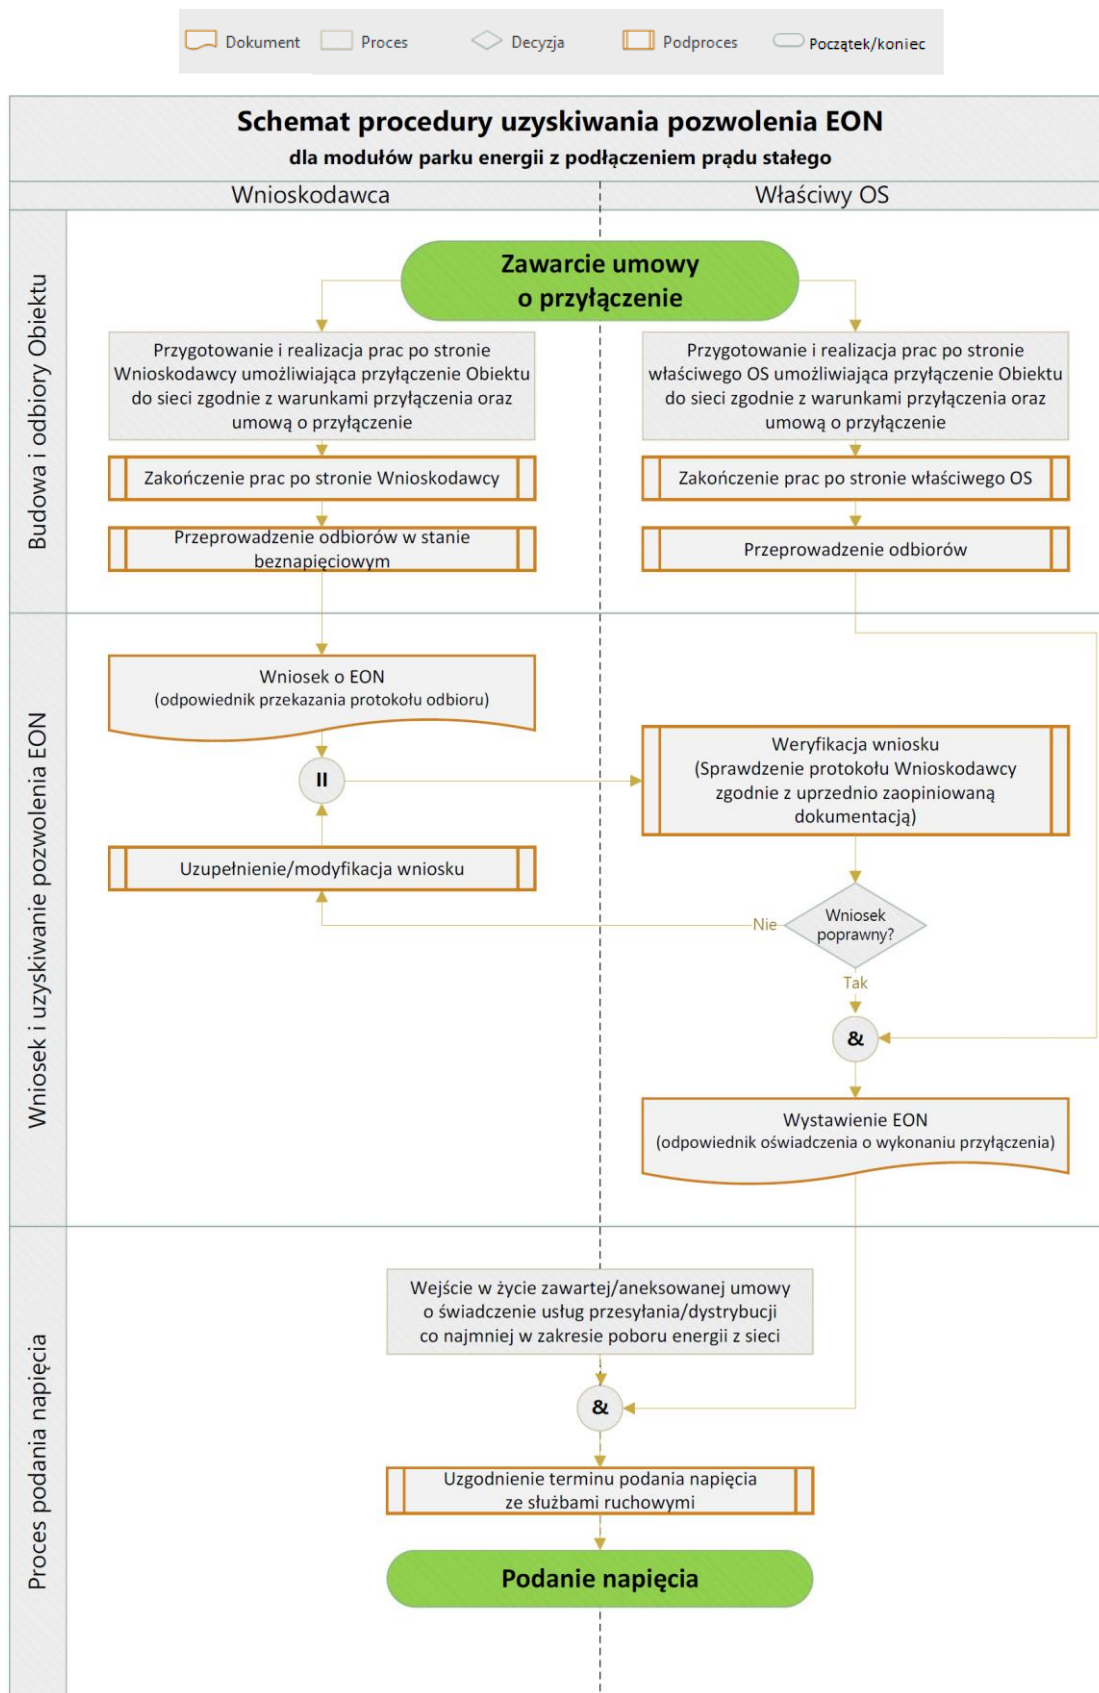 Dokument
Proces
Decyzja
Podproces
Początek/koniec
Schemat procedury uzyskiwania pozwolenia EON
dla modułów parku energii z podłączeniem prądu stałego
Wnioskodawca
Właściwy OS
Budowa i odbiory Obiektu
Zawarcie umowy
o przyłączenie
Przygotowanie i realizacja prac po stronie
Wnioskodawcy umożliwiająca przyłączenie Obiektu
do sieci zgodnie z warunkami przyłączenia oraz
umową o przyłączenie
Przygotowanie i realizacja prac po stronie
właściwego OS umożliwiająca przyłączenie Obiektu
do sieci zgodnie z warunkami przyłączenia oraz
umową o przyłączenie
Zakończenie prac po stronie Wnioskodawcy
Zakończenie prac po stronie właściwego OS
Przeprowadzenie odbiorów w stanie
beznapięciowym
Przeprowadzenie odbiorów
Wniosek i uzyskiwanie pozwolenia EON
Wniosek o EON
(odpowiednik przekazania protokołu odbioru)
II
Weryfikacja wniosku
(Sprawdzenie protokołu Wnioskodawcy
zgodnie z uprzednio zaopiniowaną
dokumentacją)
Uzupełnienie/modyfikacja wniosku
Nie
Wniosek
poprawny?
Tak
&
Wystawienie EON
(odpowiednik oświadczenia o wykonaniu przyłączenia)
Proces podania napięcia
Wejście w życie zawartej/aneksowanej umowy
o świadczenie usług przesyłania/dystrybucji
co najmniej w zakresie poboru energii z sieci
&
Uzgodnienie terminu podania napięcia
ze służbami ruchowymi
Podanie napięcia